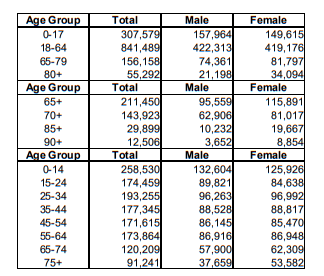 Age Group Total Male Female
0-17 307,579 157,964 149,615
18-64 841,489 422,313 419,176
65-79 156,158 74,361 81,797
80+ 55,292 21,198 34,094
Age Group Total Male Female
65+ 211,450 95,559 115,891
70+ 143,923 62,906 81,017
85+ 29,899 10,232 19,667
90+ 12,506 3,652 8,854
Age Group Total Male Female
0-14 258,530 132,604 125,926
15-24 174,459 89,821 84,638
25-34 193,255 96,263 96,992
35-44 177,345 88,528 88,817
45-54 171,615 86,145 85,470
55-64 173,864 86,916 86,948
65-74 120,209 57,900 62,309
75+ 91,241 37,659 53,582